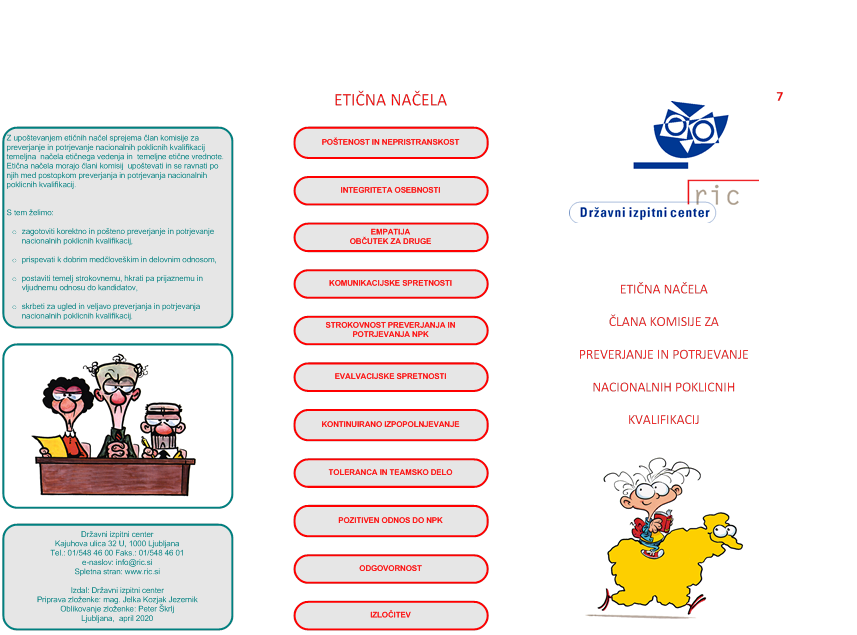 Z upoštevanjem etičnih načel sprejema član komisije za
preverjanje in potrjevanje nacionalnih poklicnih kvalifikacij
temeljna načela etičnega vedenja in temeljne etične vrednote.
Etična načela morajo člani komisij upoštevati in se ravnati po
njih med postopkom preverjanja in potrjevanja nacionalnih
poklicnih kvalifikacij.
S tem želimo:
o zagotoviti korektno in pošteno preverjanje in potrjevanje
nacionalnih poklicnih kvalifikacij,
o prispevati k dobrim medčloveškim in delovnim odnosom,
o postaviti temelj strokovnemu, hkrati pa prijaznemu in
vljudnemu odnosu do kandidatov,
o skrbeti za ugled in veljavo preverjanja in potrjevanja
nacionalnih poklicnih kvalifikacij.
Državni izpitni center
Kajuhova ulica 32 U, 1000 Ljubljana
Tel.: 01/548 46 00 Faks.: 01/548 46 01
e-naslov: info@ric.si
Spletna stran: www.ric.si
Izdal: Državni izpitni center
Priprava zloženke: mag. Jelka Kozjak Jezernik
Oblikovanje zloženke: Peter Škrlj
Ljubljana, april 2020
ETIČNA NAČELA
POŠTENOST IN NEPRISTRANSKOST
INTEGRITETA OSEBNOSTI
EMPATIJA
OBČUTEK ZA DRUGE
KOMUNIKACIJSKE SPRETNOSTI
STROKOVNOST PREVERJANJA IN
POTRJEVANJA NPK
EVALVACIJSKE SPRETNOSTI
KONTINUIRANO IZPOPOLNJEVANJE
TOLERANCA IN TEAMSKO DELO
POZITIVEN ODNOS DO NPK
ODGOVORNOST
IZLOČITEV
7
ric
Državni izpitni center
ETIČNA NAČELA
ČLANA KOMISIJE ZA
PREVERJANJE IN POTRJEVANJE
NACIONALNIH POKLICNIH
KVALIFIKACIJ